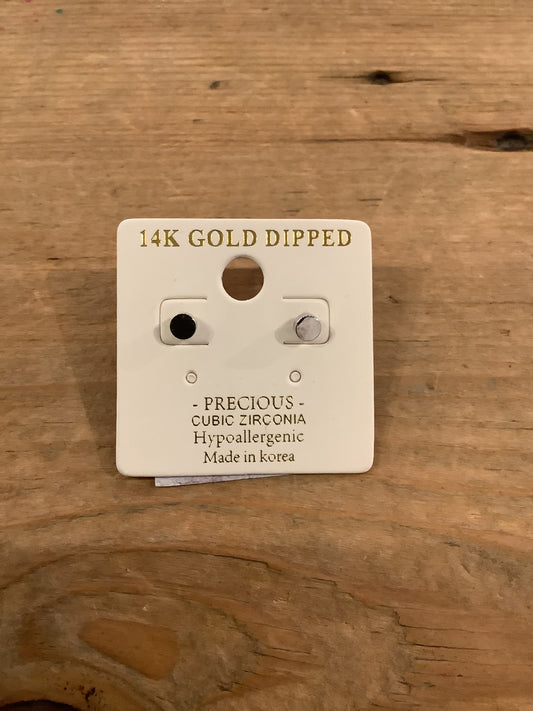 14K GOLD DIPPED
- PRECIOUS -
CUBIC ZIRCONIA
Hypoallergenic
Made in korea